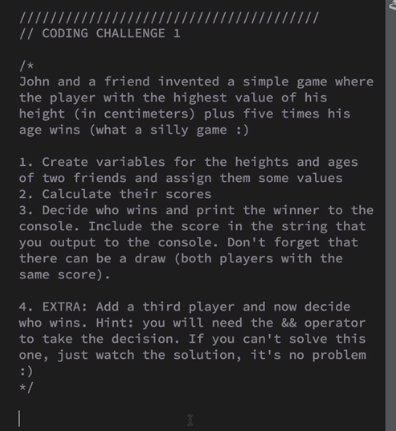 ////////////////////////////////////////
// CODING CHALLENGE 1
/*
John and a friend invented a simple game where
the player with the highest value of his
height (in centimeters) plus five times his
age wins (what a silly game :)
1. Create variables for the heights and ages
of two friends and assign them some values
2. Calculate their scores
3. Decide who wins and print the winner to the
console. Include the score in the string that
you output to the console. Don't forget that
there can be a draw (both players with the
same score).
4. EXTRA: Add a third player and now decide
who wins. Hint: you will need the && operator
to take the decision. If you can't solve this
one, just watch the solution, it's no problem
:)
*/